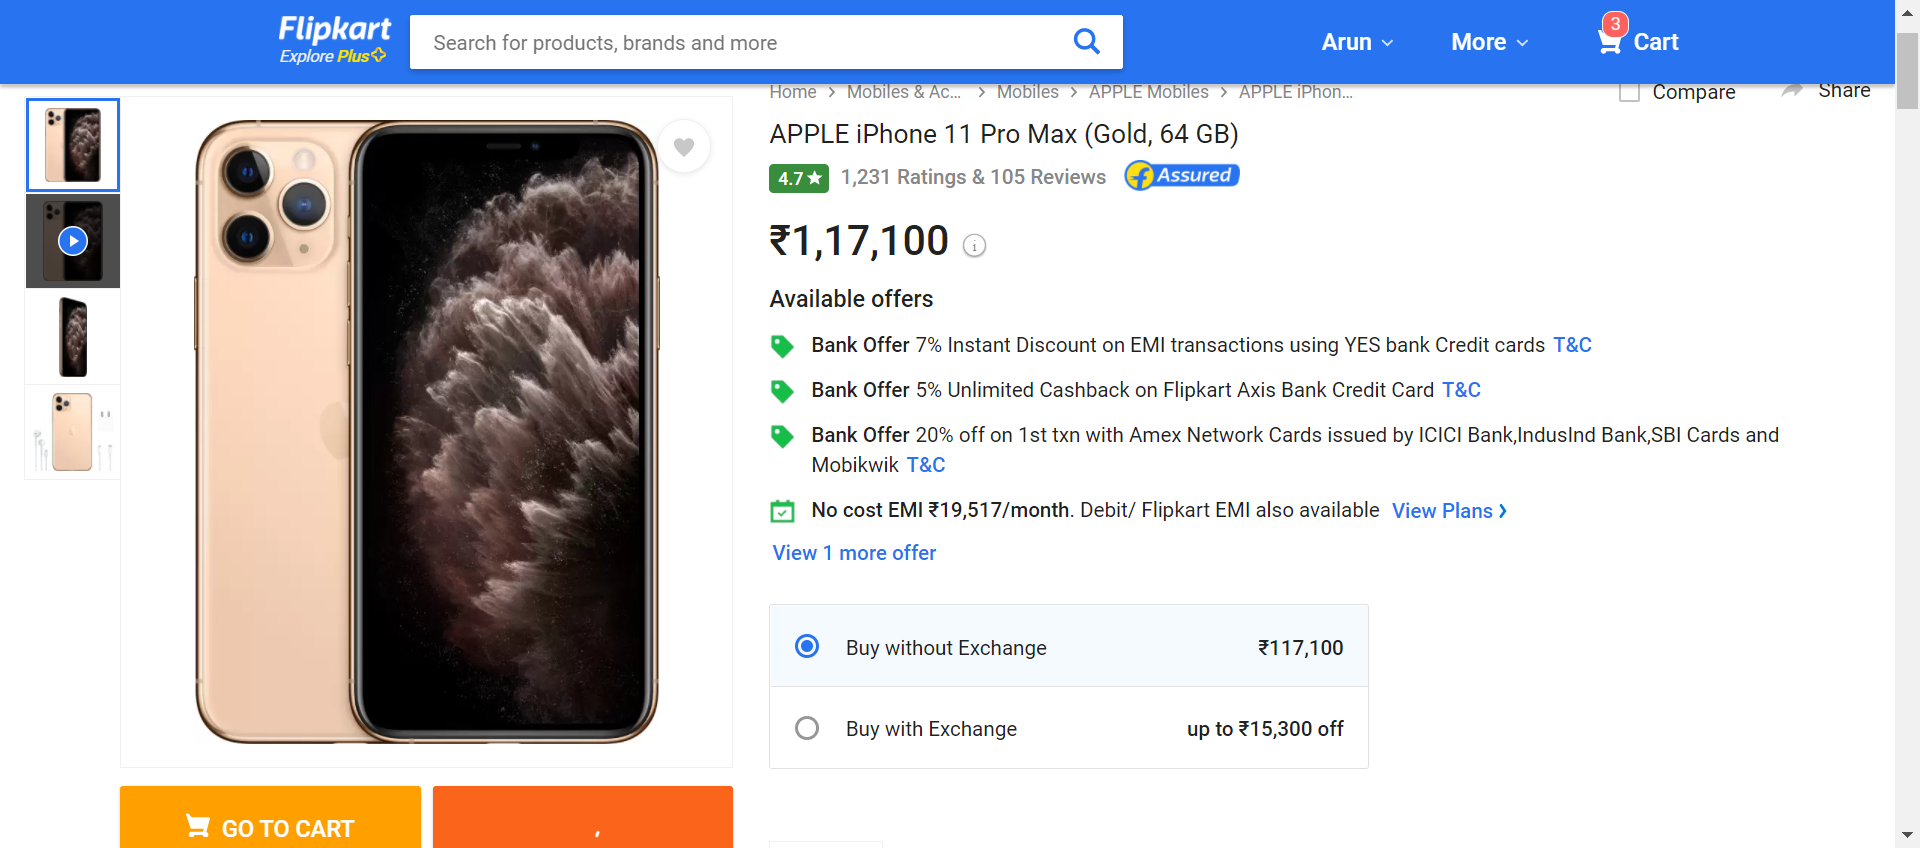 Flipkart
Explore Plus
Search for products, brands and more
Arun
More
3
Cart
Home > Mobiles & Ac... > Mobiles > APPLE Mobiles > APPLE iPhon...
Compare
Share
APPLE iPhone 11 Pro Max (Gold, 64 GB)
4.7★ 1,231 Ratings & 105 Reviews
Assured
₹1,17,100
Available offers
Bank Offer 7% Instant Discount on EMI transactions using YES bank Credit cards T&C
Bank Offer 5% Unlimited Cashback on Flipkart Axis Bank Credit Card T&C
Bank Offer 20% off on 1st txn with Amex Network Cards issued by ICICI Bank,IndusInd Bank,SBI Cards and
Mobikwik T&C
No cost EMI ₹19,517/month. Debit/ Flipkart EMI also available View Plans >
View 1 more offer
Buy without Exchange ₹117,100
Buy with Exchange up to ₹15,300 off
GO TO CART